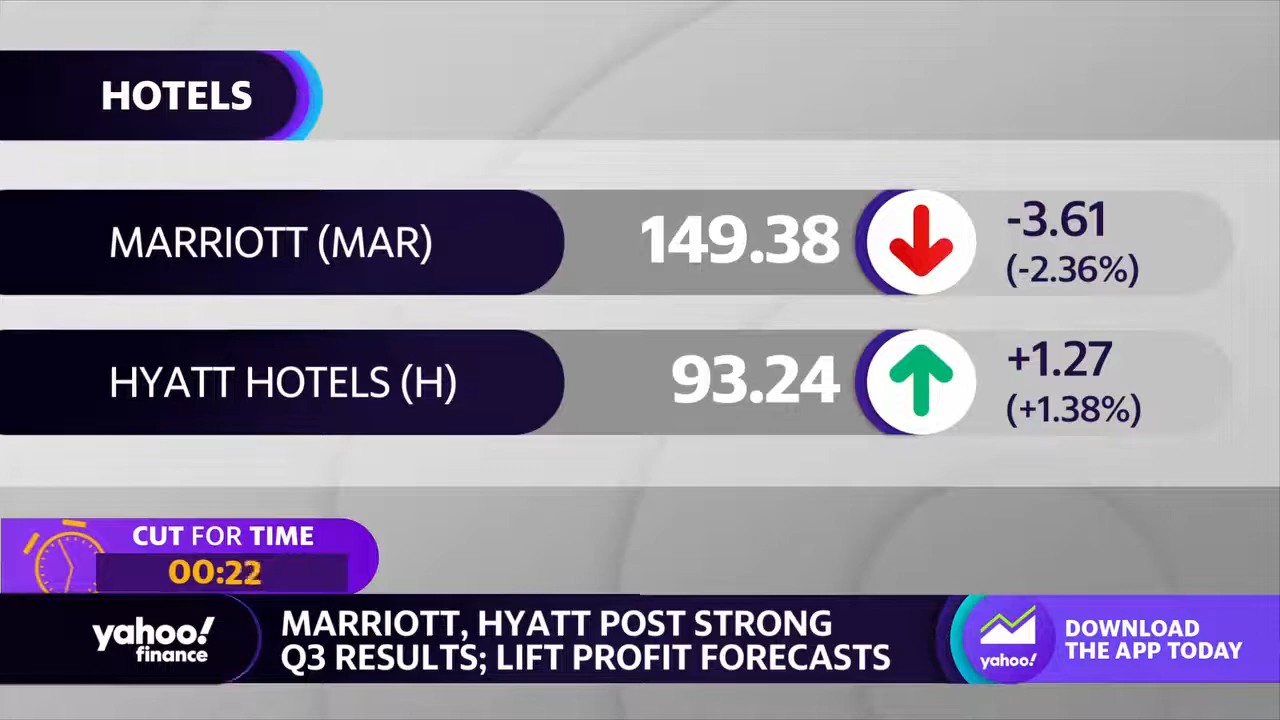 HOTELS
MARRIOTT (MAR)
149.38
-3.61
(-2.36%)
HYATT HOTELS (H)
93.24
+1.27
(+1.38%)
CUT FOR TIME
00:22
yahoo!
finance
MARRIOTT, HYATT POST STRONG
Q3 RESULTS; LIFT PROFIT FORECASTS
yahoo!
DOWNLOAD
THE APP TODAY